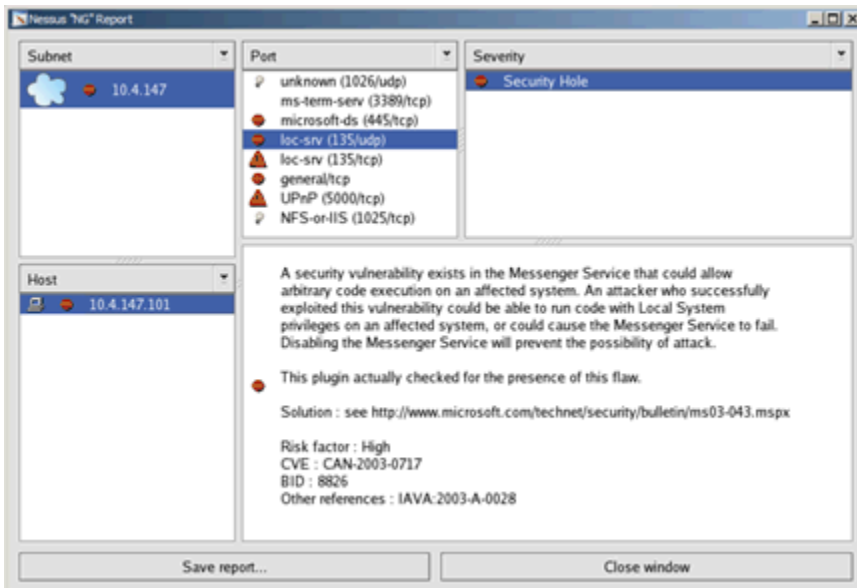 Nessus "NG" Report
Subnet
10.4.147
Port
unknown (1026/udp)
ms-term-serv (3389/tcp)
microsoft-ds (445/tcp)
loc-srv (135/udp)
loc-srv (135/tcp)
general/tcp
UPnP (5000/tcp)
NFS-or-IIS (1025/tcp)
Severity
Security Hole
Host
10.4.147.101
A security vulnerability exists in the Messenger Service that could allow
arbitrary code execution on an affected system. An attacker who successfully
exploited this vulnerability could be able to run code with Local System
privileges on an affected system, or could cause the Messenger Service to fail.
Disabling the Messenger Service will prevent the possibility of attack.
This plugin actually checked for the presence of this flaw.
Solution : see http://www.microsoft.com/technet/security/bulletin/ms03-043.mspx
Risk factor : High
CVE : CAN-2003-0717
BID : 8826
Other references : IAVA:2003-A-0028
Save report...
Close window